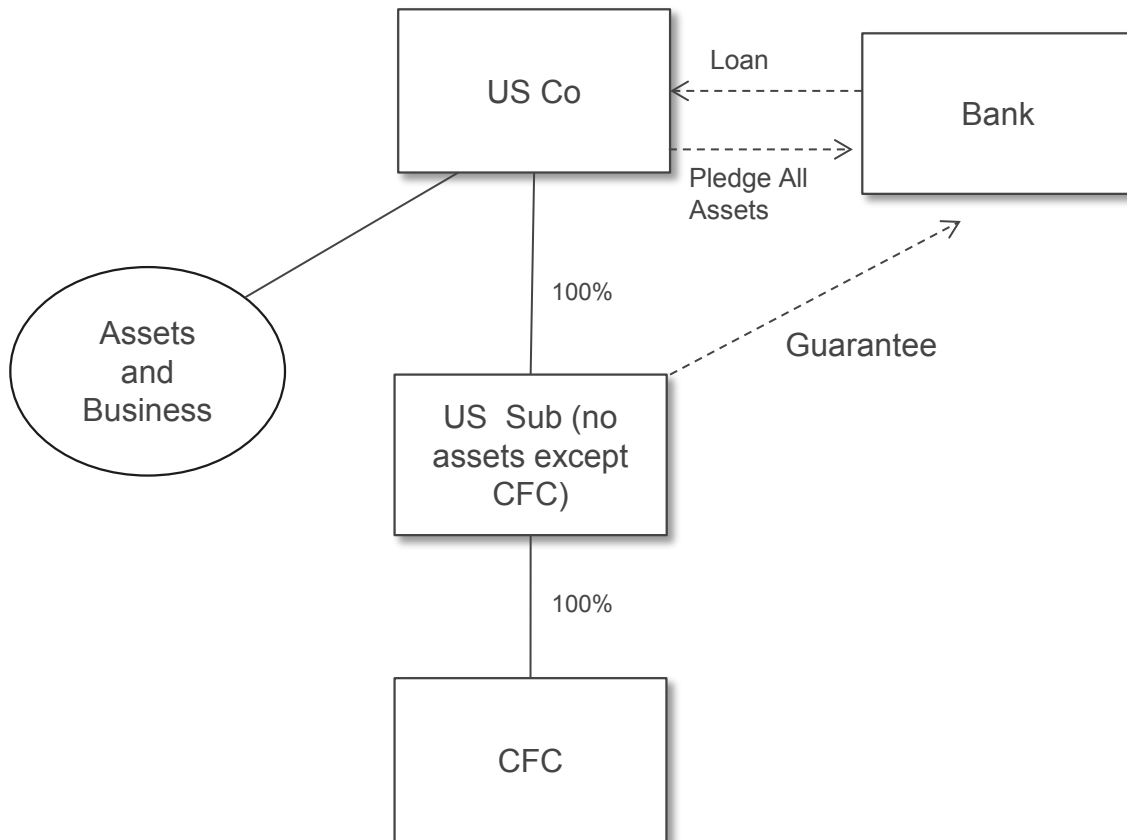 US Co
Loan
Bank
Pledge All
Assets
100%
Assets
and
Business
Guarantee
US Sub (no
assets except
CFC)
100%
CFC